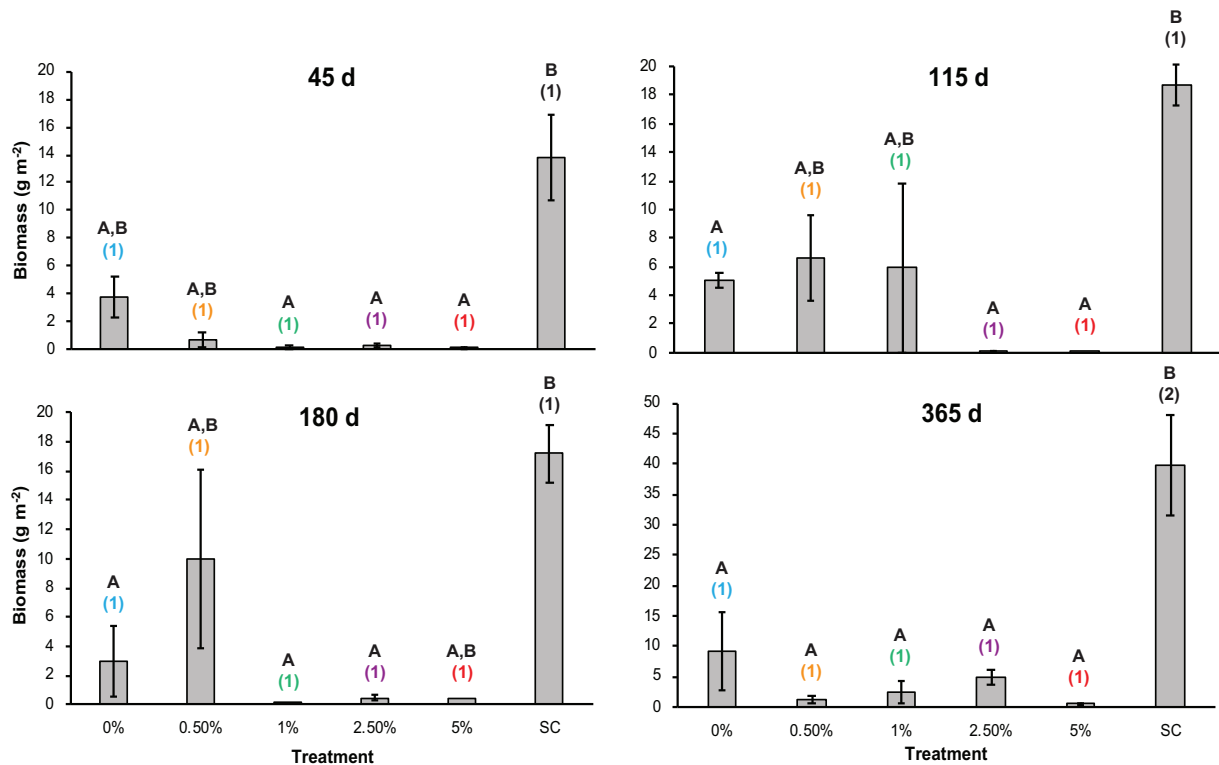 45 d
B
(1)
A,B
(1)
A,B
(1)
A
(1)
A
(1)
A
(1)
20
18
16
14
12
10
8
6
4
2
0
Biomass (g m-2)
115 d
B
(1)
A
(1)
A,B
(1)
A,B
(1)
A
(1)
A
(1)
20
18
16
14
12
10
8
6
4
2
0
180 d
B
(1)
A
(1)
A,B
(1)
A
(1)
A
(1)
A,B
(1)
20
18
16
14
12
10
8
6
4
2
0
Biomass (g m-2)
0% 0.50% 1% 2.50% 5% SC
Treatment
365 d
B
(2)
A
(1)
A
(1)
A
(1)
A
(1)
A
(1)
50
45
40
35
30
25
20
15
10
5
0
0% 0.50% 1% 2.50% 5% SC
Treatment